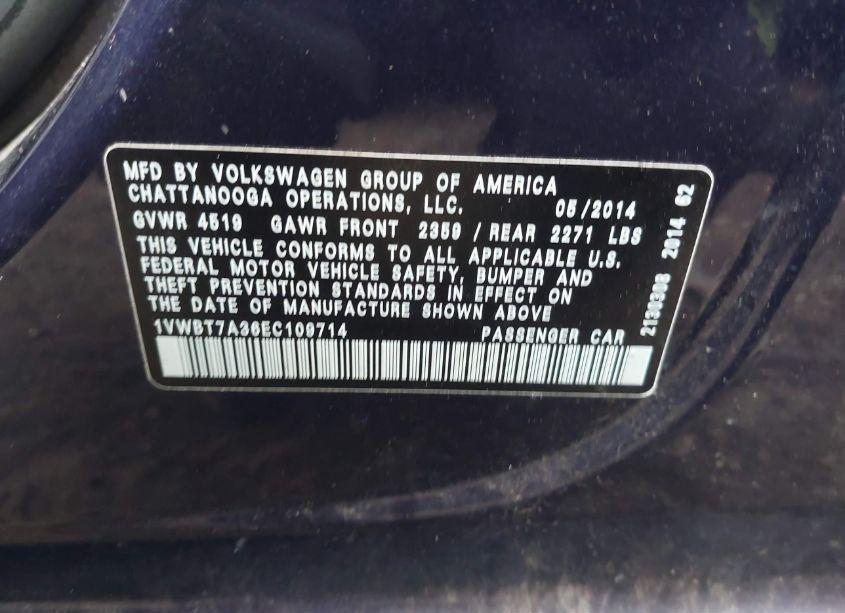 MFD BY VOLKSWAGEN GROUP OF AMERICA
CHATTANOOGA OPERATIONS, LLC. 05/2014
GVWR 4519 GAWR FRONT 2359 / REAR 2271 LBS
THIS VEHICLE CONFORMS TO ALL APPLICABLE U.S.
FEDERAL MOTOR VEHICLE SAFETY, BUMPER AND
THEFT PREVENTION STANDARDS IN EFFECT ON
THE DATE OF MANUFACTURE SHOWN ABOVE
1VWBT7A36EC109714 PASSENGER CAR
2130308 2014 62